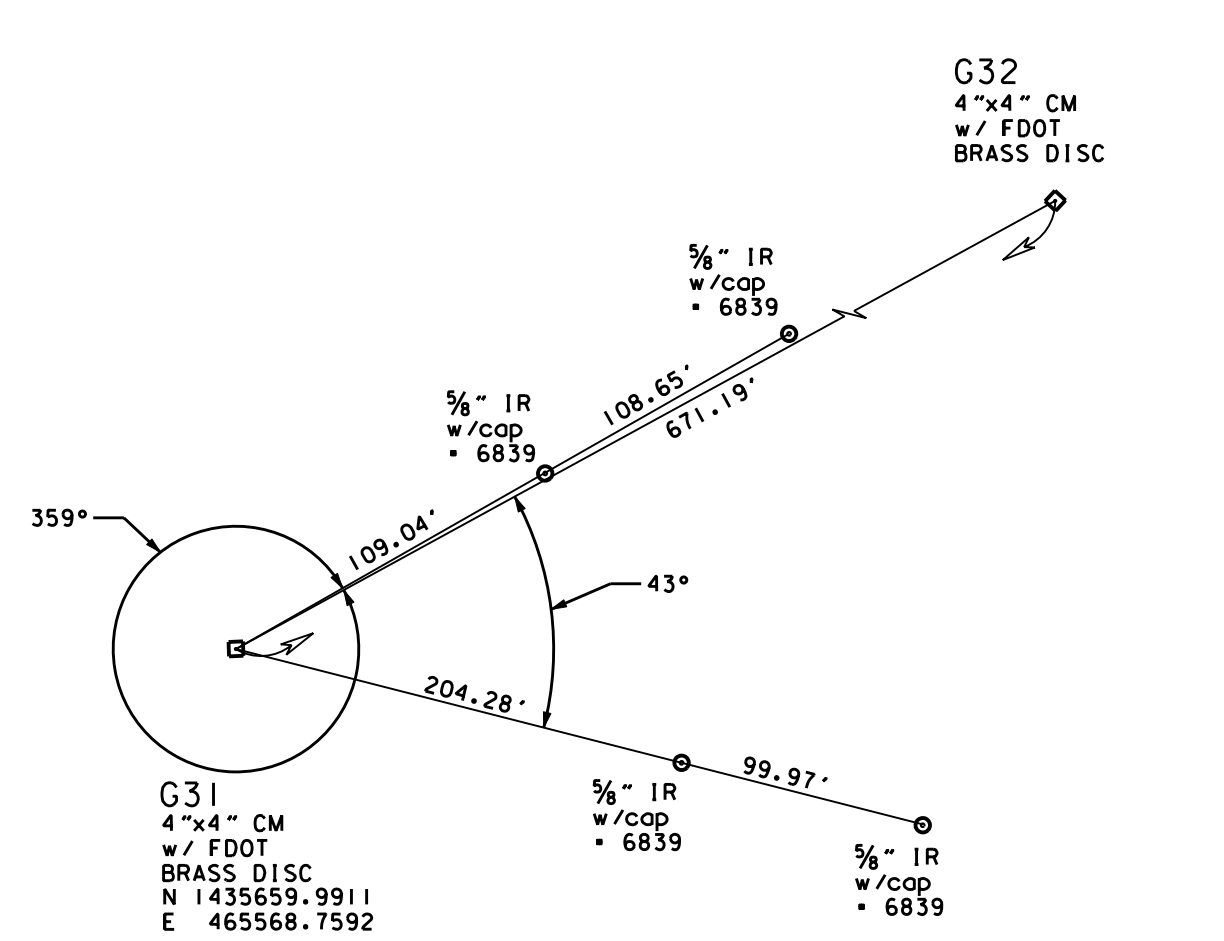 G32
4"x4" CM
w/ FDOT
BRASS DISC
5/8" IR
w/cap
▪ 6839
108.65'
671.19'
5/8" IR
w/cap
▪ 6839
109.04'
359°
43°
204.28'
99.97'
5/8" IR
w/cap
▪ 6839
5/8" IR
w/cap
▪ 6839
G31
4"x4" CM
w/ FDOT
BRASS DISC
N 1435659.9911
E 465568.7592